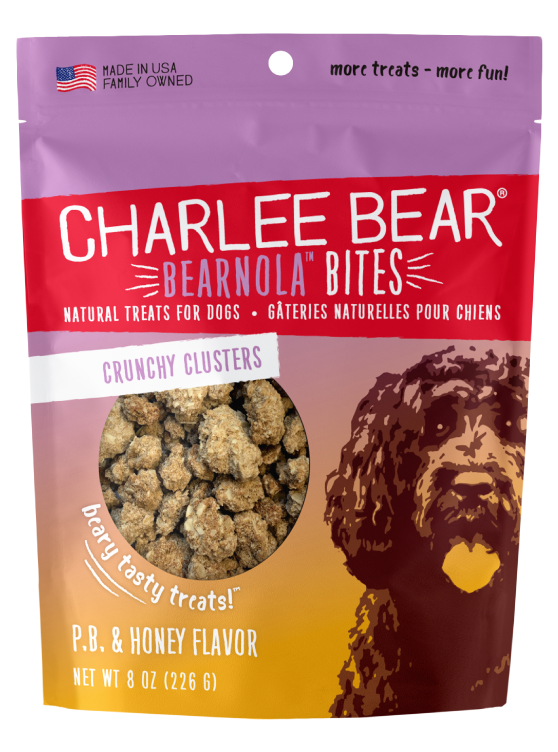 MADE IN USA
FAMILY OWNED
more treats - more fun!
CHARLEE BEAR®
BEARNOLA™ BITES
NATURAL TREATS FOR DOGS • GÂTERIES NATURELLES POUR CHIENS
CRUNCHY CLUSTERS
beary tasty treats!™
P.B. & HONEY FLAVOR
NET WT 8 OZ (226 G)